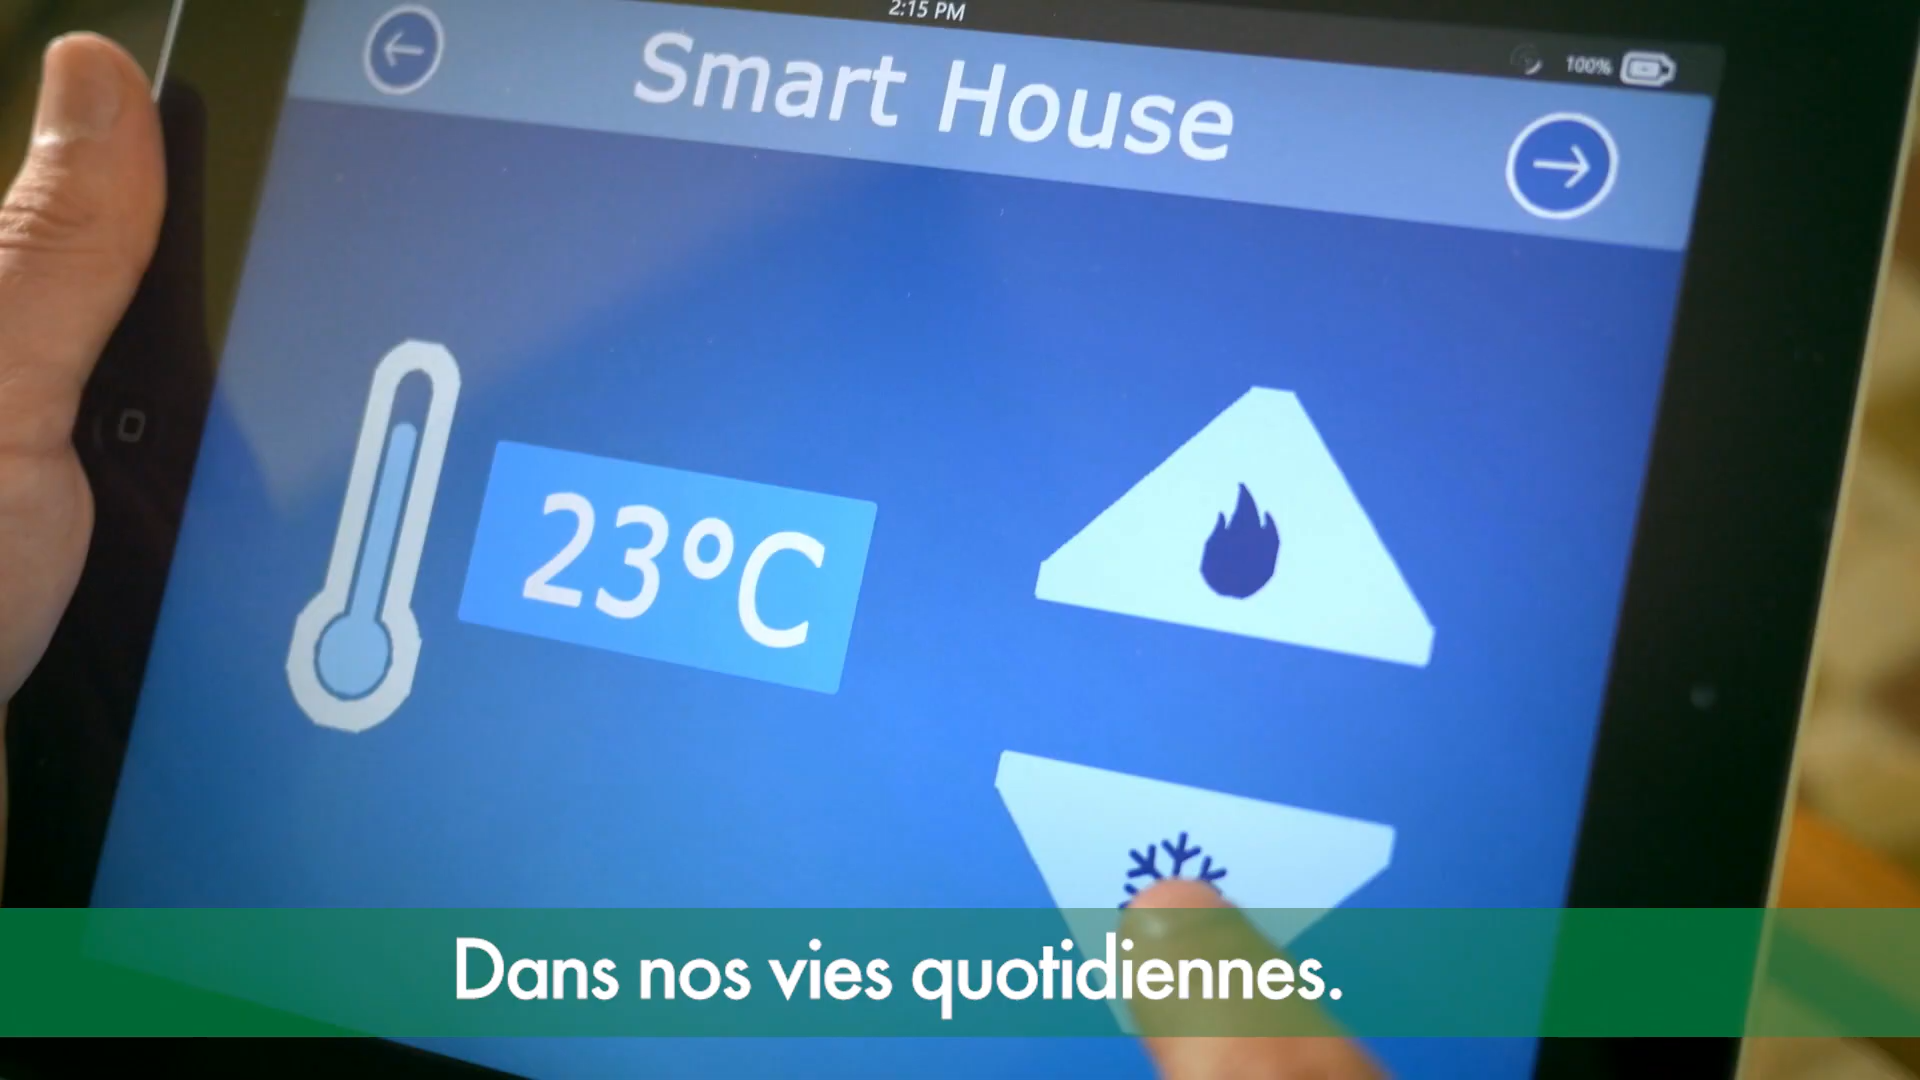 2:15 PM
100%
Smart House
23°C
Dans nos vies quotidiennes.